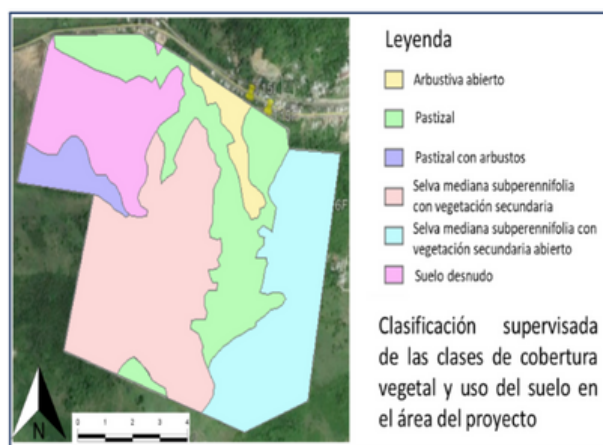 Leyenda
Arbustiva abierto
Pastizal
Pastizal con arbustos
Selva mediana subperennifolia
con vegetación secundaria
Selva mediana subperennifolia con
vegetación secundaria abierto
Suelo desnudo
Clasificación supervisada
de las clases de cobertura
vegetal y uso del suelo en
el área del proyecto
N
0 1 2 3 4